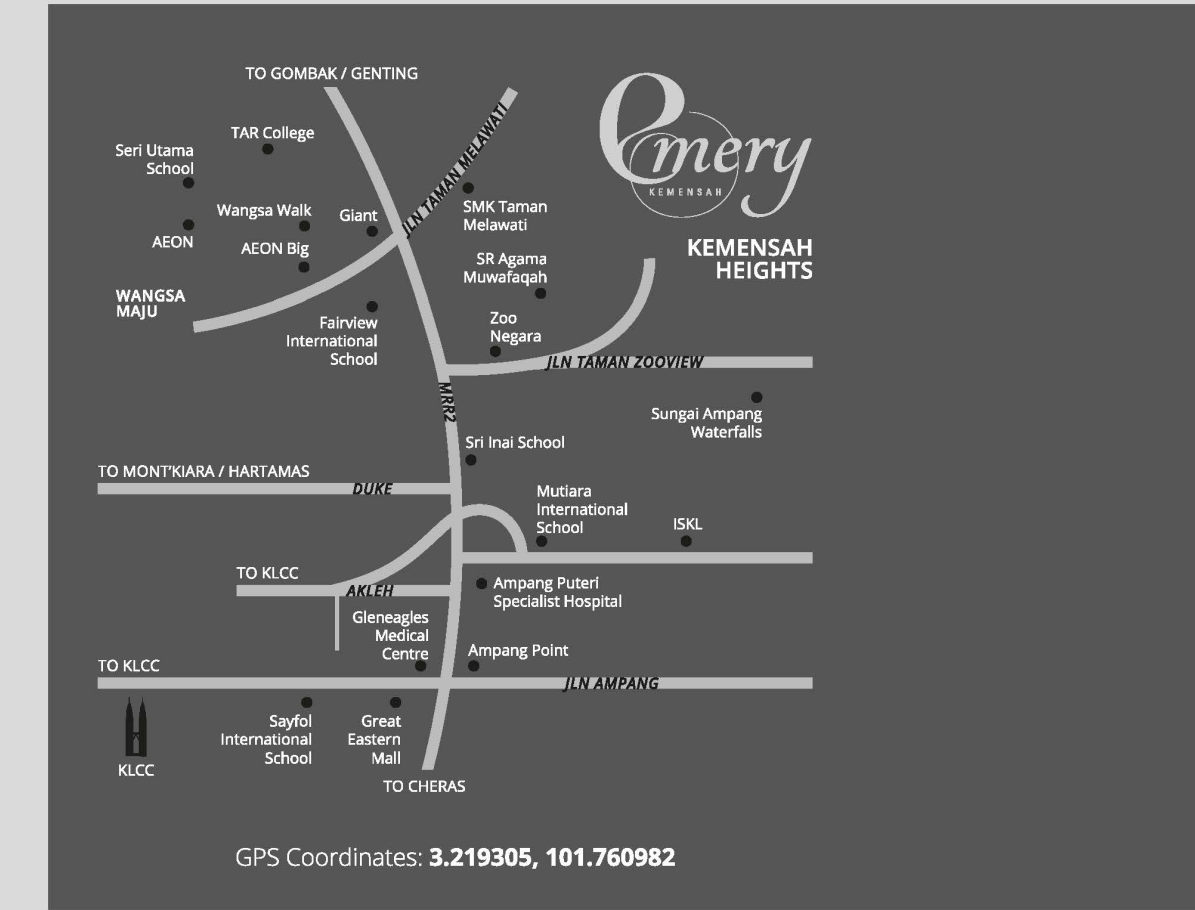 TO GOMBAK / GENTING
JLN TAMAN MELAWATI
emery
KEMENSAH
KEMENSAH
HEIGHTS
TAR College
Seri Utama
School
Wangsa Walk
Giant
SMK Taman
Melawati
AEON
AEON Big
SR Agama
Muwafaqah
WANGSA
MAJU
Fairview
International
School
Zoo
Negara
JLN TAMAN ZOOVIEW
MRR2
Sungai Ampang
Waterfalls
Sri Inai School
TO MONT'KIARA / HARTAMAS
DUKE
Mutiara
International
School
ISKL
TO KLCC
AKLEH
Ampang Puteri
Specialist Hospital
Gleneagles
Medical
Centre
Ampang Point
TO KLCC
JLN AMPANG
Sayfol
International
School
Great
Eastern
Mall
KLCC
TO CHERAS
GPS Coordinates: 3.219305, 101.760982